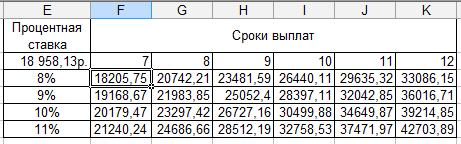 E F G H I J K
Процентная ставка Сроки выплат
18 958,13р. 7 8 9 10 11 12
8% 18205,75 20742,21 23481,59 26440,11 29635,32 33086,15
9% 19168,67 21983,85 25052,4 28397,11 32042,85 36016,71
10% 20179,47 23297,42 26727,16 30499,88 34649,87 39214,85
11% 21240,24 24686,66 28512,19 32758,53 37471,97 42703,89